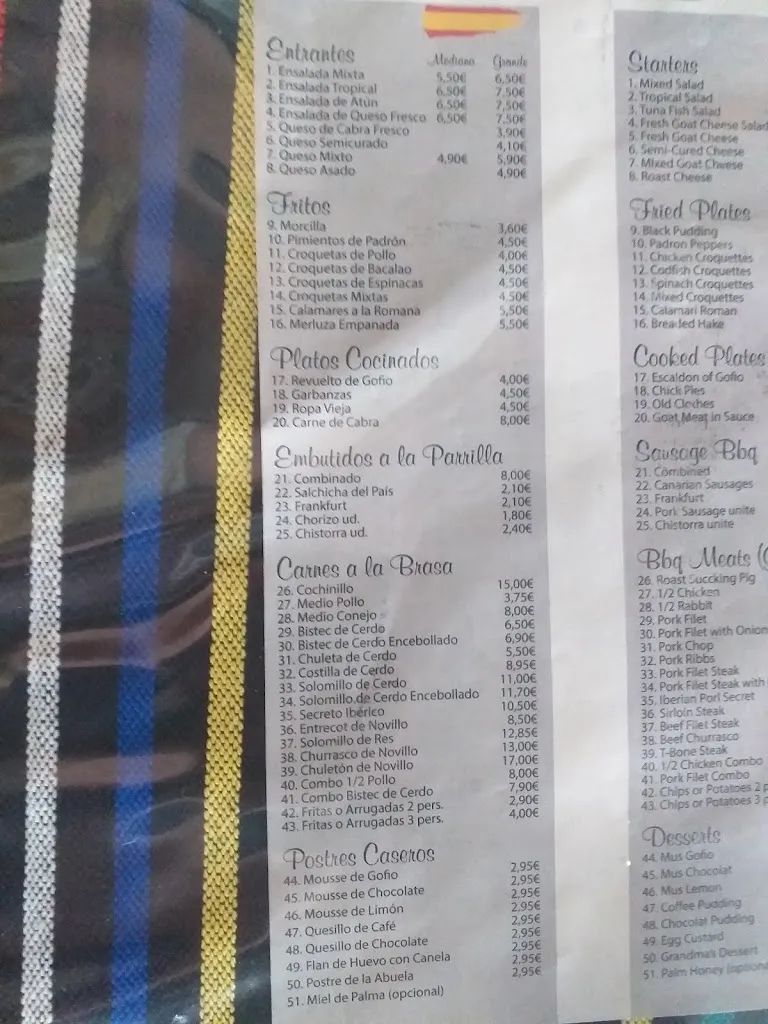 Entrantes Mediana Grande
1. Ensalada Mixta 5,50€ 6,50€
2. Ensalada Tropical 6,50€ 7,50€
3. Ensalada de Atún 6,50€ 7,50€
4. Ensalada de Queso Fresco 6,50€ 7,50€
5. Queso de Cabra Fresco 3,90€
6. Queso Semicurado 4,10€
7. Queso Mixto 4,90€ 5,90€
8. Queso Asado 4,90€
Fritos
9. Morcilla 3,60€
10. Pimientos de Padrón 4,50€
11. Croquetas de Pollo 4,00€
12. Croquetas de Bacalao 4,50€
13. Croquetas de Espinacas 4.50€
14. Croquetas Mixtas 4.50€
15. Calamares a la Romana 5,50€
16. Merluza Empanada 5,50€
Platos Cocinados
17. Revuelto de Gofio 4,00€
18. Garbanzas 4,50€
19. Ropa Vieja 4,50€
20. Carne de Cabra 8,00€
Embutidos a la Parrilla
21. Combinado 8,00€
22. Salchicha del País 2,10€
23. Frankfurt 2,10€
24. Chorizo ud. 1,80€
25. Chistorra ud. 2,40€
Carnes a la Brasa
26. Cochinillo 15,00€
27. Medio Pollo 3,75€
28. Medio Conejo 8,00€
29. Bistec de Cerdo 6,50€
30. Bistec de Cerdo Encebollado 6,90€
31. Chuleta de Cerdo 5,50€
32. Costilla de Cerdo 8,95€
33. Solomillo de Cerdo 11,00€
34. Solomillo de Cerdo Encebollado 11,70€
35. Secreto Ibérico 10,50€
36. Entrecot de Novillo 8,50€
37. Solomillo de Res 12,85€
38. Churrasco de Novillo 13,00€
39. Chuletón de Novillo 17,00€
40. Combo 1/2 Pollo 8,00€
41. Combo Bistec de Cerdo 7,90€
42. Fritas o Arrugadas 2 pers. 2,90€
43. Fritas o Arrugadas 3 pers. 4,00€
Postres Caseros
44. Mousse de Gofio 2,95€
45. Mousse de Chocolate 2,95€
46. Mousse de Limón 2,95€
47. Quesillo de Café 2,95€
48. Quesillo de Chocolate 2,95€
49. Flan de Huevo con Canela 2,95€
50. Postre de la Abuela 2,95€
51. Miel de Palma (opcional) 2,95€
Starters
1. Mixed Salad
2. Tropical Salad
3. Tuna Fish Salad
4. Fresh Goat Cheese Salad
5. Fresh Goat Cheese
6. Semi-Cured Cheese
7. Mixed Goat Cheese
8. Roast Cheese
Fried Plates
9. Black Pudding
10. Padron Peppers
11. Chicken Croquettes
12. Codfish Croquettes
13. Spinach Croquettes
14. Mixed Croquettes
15. Calamari Roman
16. Breaded Hake
Cooked Plates
17. Escaldon of Gofio
18. Chick Pies
19. Old Clothes
20. Goat Meat in Sauce
Sausage Bbq
21. Combined
22. Canarian Sausages
23. Frankfurt
24. Pork Sausage unite
25. Chistorra unite
Bbq Meats (
26. Roast Succking Pig
27. 1/2 Chicken
28. 1/2 Rabbit
29. Pork Filet
30. Pork Filet with Onion
31. Pork Chop
32. Pork Ribbs
33. Pork Filet Steak
34. Pork Filet Steak with
35. Iberian Porl Secret
36. Sirloin Steak
37. Beef Filet Steak
38. Beef Churrasco
39. T-Bone Steak
40. 1/2 Chicken Combo
41. Pork Filet Combo
42. Chips or Potatoes 2 p
43. Chips or Potatoes 3 p
Desserts
44. Mus Gofio
45. Mus Chocolat
46. Mus Lemon
47. Coffee Pudding
48. Chocolat Pudding
49. Egg Custard
50. Grandma's Dessert
51. Palm Honey (option